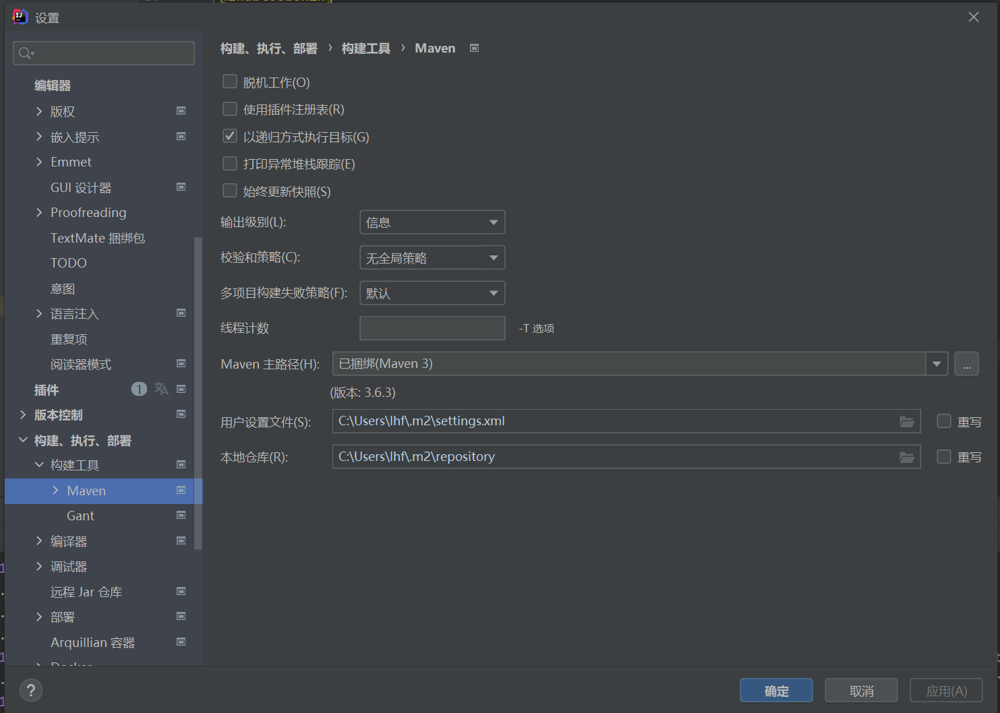 设置
编辑器
版权
嵌入提示
Emmet
GUI 设计器
Proofreading
TextMate 捆绑包
TODO
意图
语言注入
重复项
阅读器模式
插件 1
版本控制
构建、执行、部署
构建工具
Maven
Gant
编译器
调试器
远程 Jar 仓库
部署
Arquillian 容器
构建、执行、部署 › 构建工具 › Maven
脱机工作(O)
使用插件注册表(R)
以递归方式执行目标(G)
打印异常堆栈跟踪(E)
始终更新快照(S)
输出级别(L): 信息
校验和策略(C): 无全局策略
多项目构建失败策略(F): 默认
线程计数 -T 选项
Maven 主路径(H): 已捆绑(Maven 3) ...
(版本: 3.6.3)
用户设置文件(S): C:\Users\lhf\.m2\settings.xml 重写
本地仓库(R): C:\Users\lhf\.m2\repository 重写
? 确定 取消 应用(A)